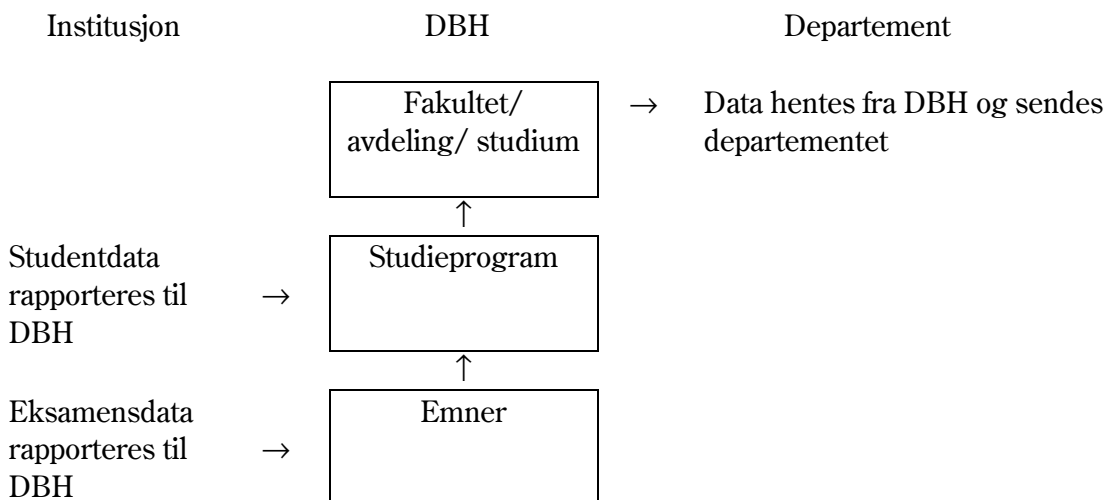 Institusjon DBH Departement
Fakultet/ → Data hentes fra DBH og sendes
avdeling/ studium departementet
↑
Studentdata Studieprogram
rapporteres til →
DBH
↑
Eksamensdata Emner
rapporteres til →
DBH